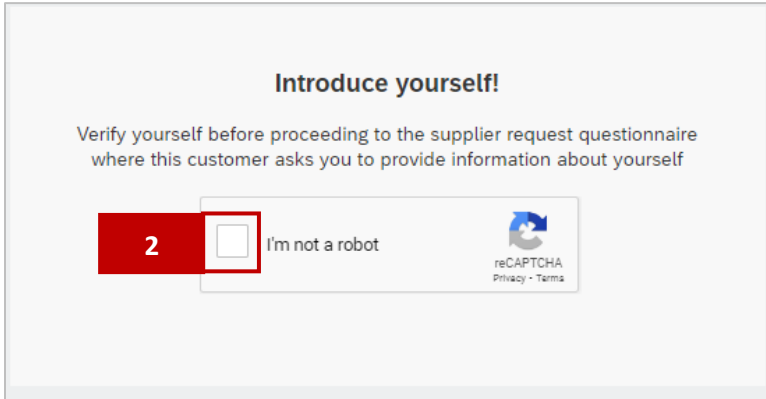 Introduce yourself!
Verify yourself before proceeding to the supplier request questionnaire
where this customer asks you to provide information about yourself
2
I'm not a robot
reCAPTCHA
Privacy - Terms